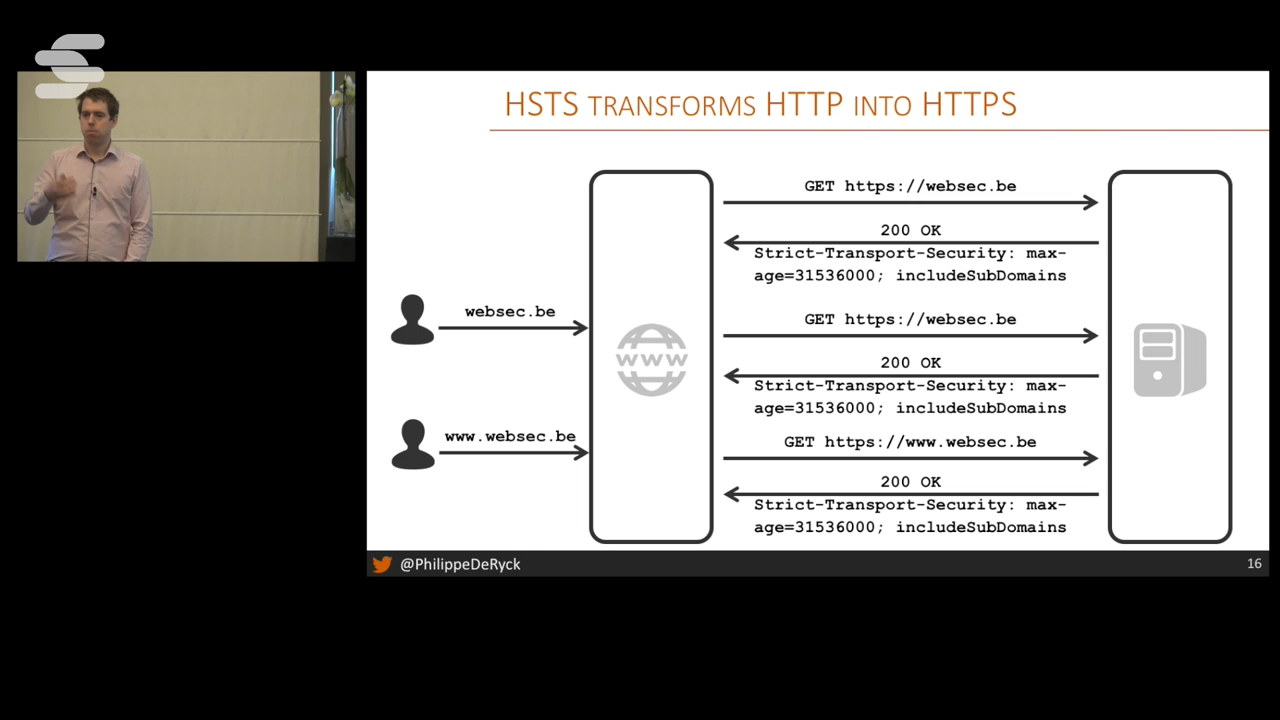 HSTS TRANSFORMS HTTP INTO HTTPS
GET https://websec.be
200 OK
Strict-Transport-Security: max-
age=31536000; includeSubDomains
websec.be
GET https://websec.be
200 OK
Strict-Transport-Security: max-
age=31536000; includeSubDomains
www.websec.be
GET https://www.websec.be
200 OK
Strict-Transport-Security: max-
age=31536000; includeSubDomains
www
@PhilippeDeRyck
16